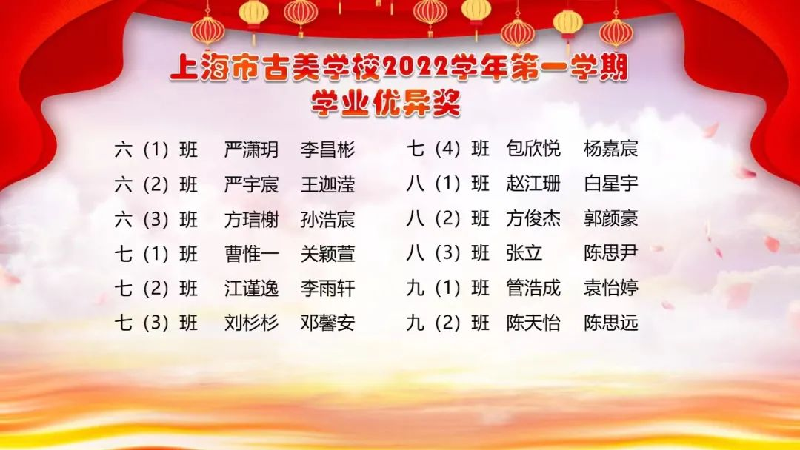 上海市古美学校2022学年第一学期
学业优异奖
六（1）班 严潇玥 李昌彬
六（2）班 严宇宸 王迦滢
六（3）班 方琂榭 孙浩宸
七（1）班 曹惟一 关颖萱
七（2）班 江谨逸 李雨轩
七（3）班 刘杉杉 邓馨安
七（4）班 包欣悦 杨嘉宸
八（1）班 赵江珊 白星宇
八（2）班 方俊杰 郭颜豪
八（3）班 张立 陈思尹
九（1）班 管浩成 袁怡婷
九（2）班 陈天怡 陈思远